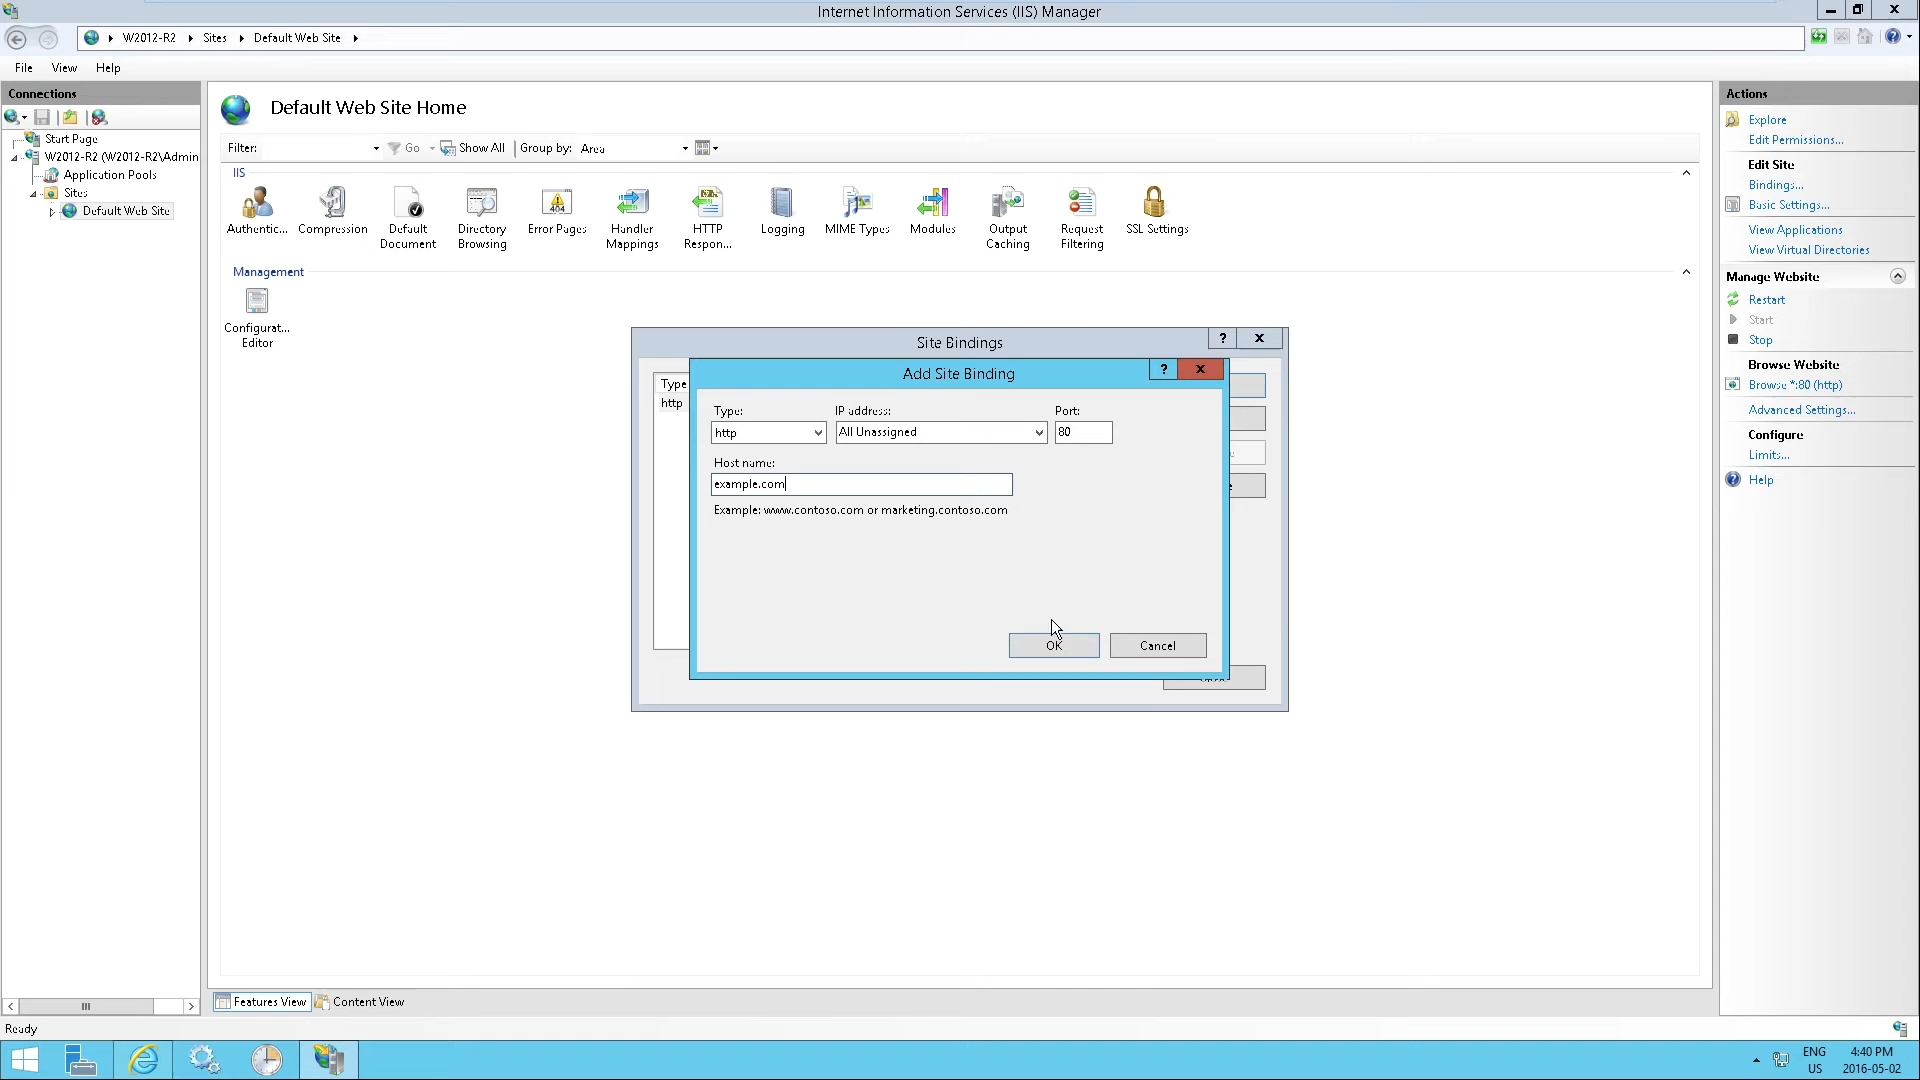 Internet Information Services (IIS) Manager
W2012-R2
Sites
Default Web Site
File
View
Help
Connections
Start Page
W2012-R2 (W2012-R2\Admin
Application Pools
Sites
Default Web Site
Default Web Site Home
Filter:
Go
Show All
Group by:
Area
IIS
Authentic...
Compression
Default
Document
Directory
Browsing
Error Pages
Handler
Mappings
HTTP
Respon...
Logging
MIME Types
Modules
Output
Caching
Request
Filtering
SSL Settings
Management
Configurat...
Editor
Site Bindings
?
X
Type
http
Add Site Binding
?
X
Type:
IP address:
Port:
http
All Unassigned
80
Host name:
example.com
Example: www.contoso.com or marketing.contoso.com
OK
Cancel
Actions
Explore
Edit Permissions...
Edit Site
Bindings...
Basic Settings...
View Applications
View Virtual Directories
Manage Website
Restart
Start
Stop
Browse Website
Browse *:80 (http)
Advanced Settings...
Configure
Limits...
Help
Features View
Content View
Ready
ENG
US
4:40 PM
2016-05-02